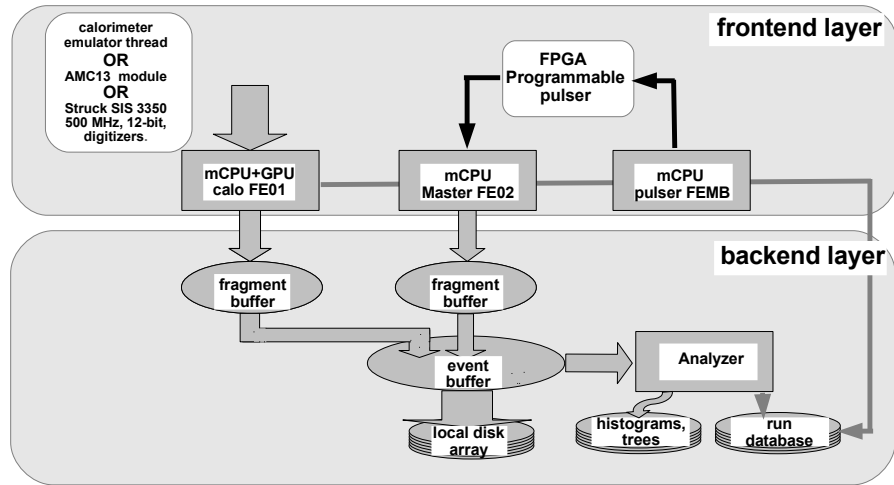 frontend layer
calorimeter
emulator thread
OR
AMC13 module
OR
Struck SIS 3350
500 MHz, 12-bit,
digitizers.
FPGA
Programmable
pulser
mCPU+GPU
calo FE01
mCPU
Master FE02
mCPU
pulser FEMB
backend layer
fragment
buffer
fragment
buffer
event
buffer
Analyzer
local disk
array
histograms,
trees
run
database